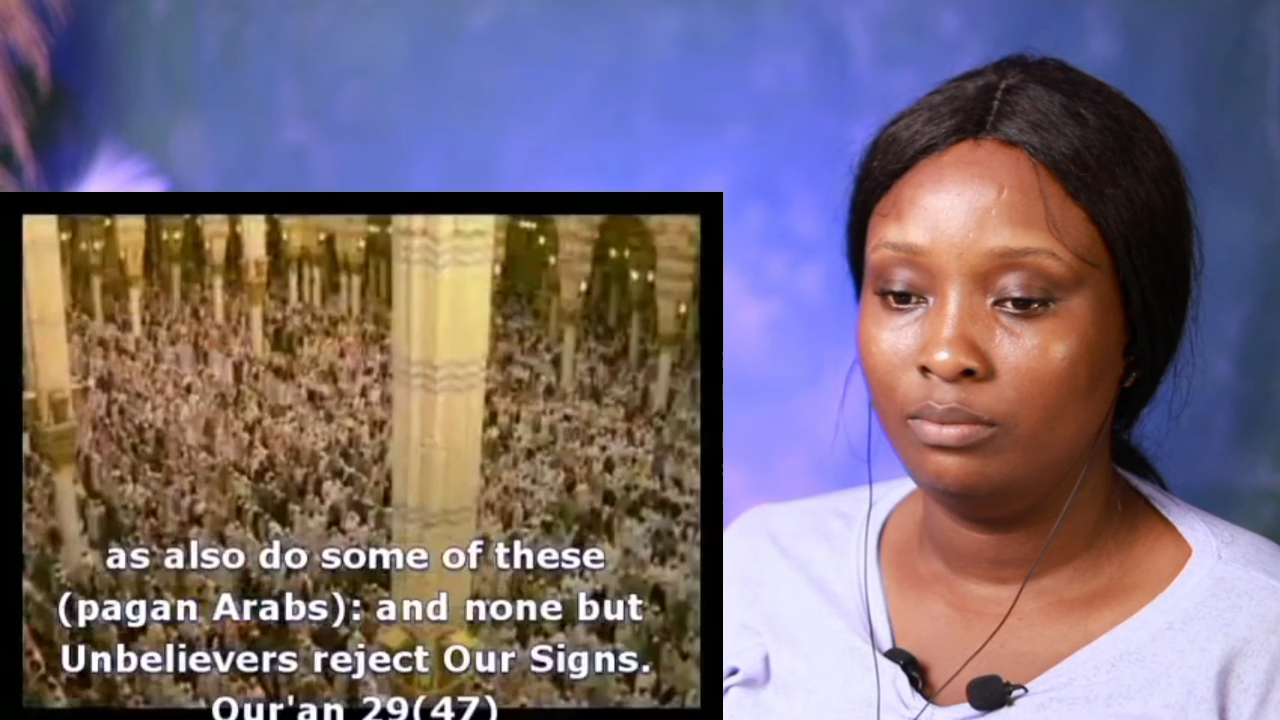 as also do some of these
(pagan Arabs): and none but
Unbelievers reject Our Signs.
Qur'an 29(47)